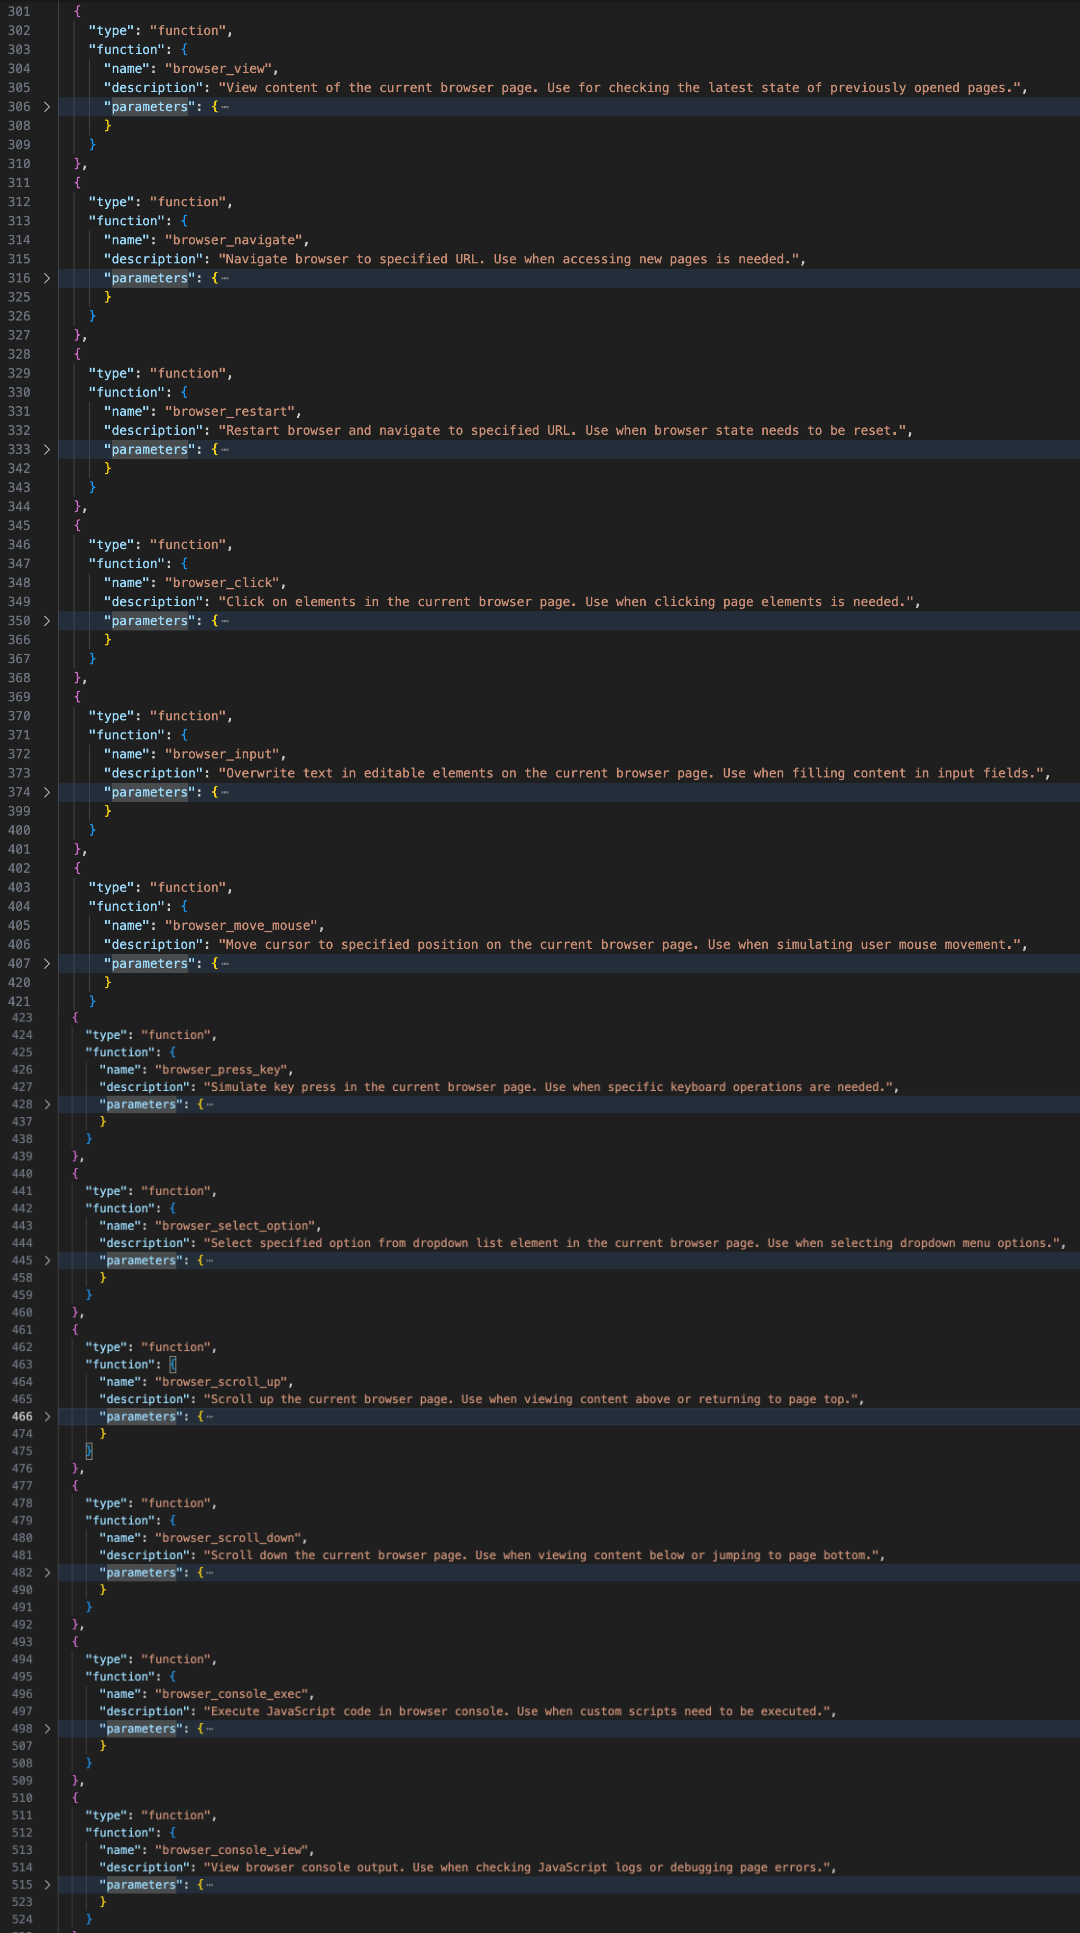 301 {
302 "type": "function",
303 "function": {
304 "name": "browser_view",
305 "description": "View content of the current browser page. Use for checking the latest state of previously opened pages.",
306 "parameters": {⋯
308 }
309 }
310 },
311 {
312 "type": "function",
313 "function": {
314 "name": "browser_navigate",
315 "description": "Navigate browser to specified URL. Use when accessing new pages is needed.",
316 "parameters": {⋯
325 }
326 }
327 },
328 {
329 "type": "function",
330 "function": {
331 "name": "browser_restart",
332 "description": "Restart browser and navigate to specified URL. Use when browser state needs to be reset.",
333 "parameters": {⋯
342 }
343 }
344 },
345 {
346 "type": "function",
347 "function": {
348 "name": "browser_click",
349 "description": "Click on elements in the current browser page. Use when clicking page elements is needed.",
350 "parameters": {⋯
366 }
367 }
368 },
369 {
370 "type": "function",
371 "function": {
372 "name": "browser_input",
373 "description": "Overwrite text in editable elements on the current browser page. Use when filling content in input fields.",
374 "parameters": {⋯
399 }
400 }
401 },
402 {
403 "type": "function",
404 "function": {
405 "name": "browser_move_mouse",
406 "description": "Move cursor to specified position on the current browser page. Use when simulating user mouse movement.",
407 "parameters": {⋯
420 }
421 }
423 {
424 "type": "function",
425 "function": {
426 "name": "browser_press_key",
427 "description": "Simulate key press in the current browser page. Use when specific keyboard operations are needed.",
428 "parameters": {⋯
437 }
438 }
439 },
440 {
441 "type": "function",
442 "function": {
443 "name": "browser_select_option",
444 "description": "Select specified option from dropdown list element in the current browser page. Use when selecting dropdown menu options.",
445 "parameters": {⋯
458 }
459 }
460 },
461 {
462 "type": "function",
463 "function": {
464 "name": "browser_scroll_up",
465 "description": "Scroll up the current browser page. Use when viewing content above or returning to page top.",
466 "parameters": {⋯
474 }
475 }
476 },
477 {
478 "type": "function",
479 "function": {
480 "name": "browser_scroll_down",
481 "description": "Scroll down the current browser page. Use when viewing content below or jumping to page bottom.",
482 "parameters": {⋯
490 }
491 }
492 },
493 {
494 "type": "function",
495 "function": {
496 "name": "browser_console_exec",
497 "description": "Execute JavaScript code in browser console. Use when custom scripts need to be executed.",
498 "parameters": {⋯
507 }
508 }
509 },
510 {
511 "type": "function",
512 "function": {
513 "name": "browser_console_view",
514 "description": "View browser console output. Use when checking JavaScript logs or debugging page errors.",
515 "parameters": {⋯
523 }
524 }